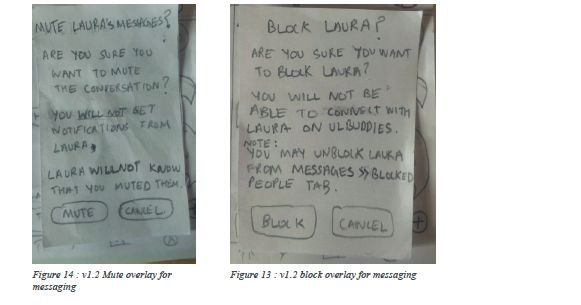 MUTE LAURA'S MESSAGES?
ARE YOU SURE YOU
WANT TO MUTE
THE CONVERSATION?
YOU WILL NOT GET
NOTIFICATIONS FROM
LAURA,
LAURA WILL NOT KNOW
THAT YOU MUTED THEM.
MUTE
CANCEL
Figure 14 : v1.2 Mute overlay for
messaging
BLOCK LAURA?
ARE YOU SURE YOU WANT
TO BLOCK LAURA?
YOU WILL NOT BE
ABLE TO CONNECT WITH
LAURA ON ULBUDDIES.
NOTE:
YOU MAY UNBLOCK LAURA
FROM MESSAGES >> BLOCKED
PEOPLE TAB.
BLOCK
CANCEL
Figure 13 : v1.2 block overlay for messaging